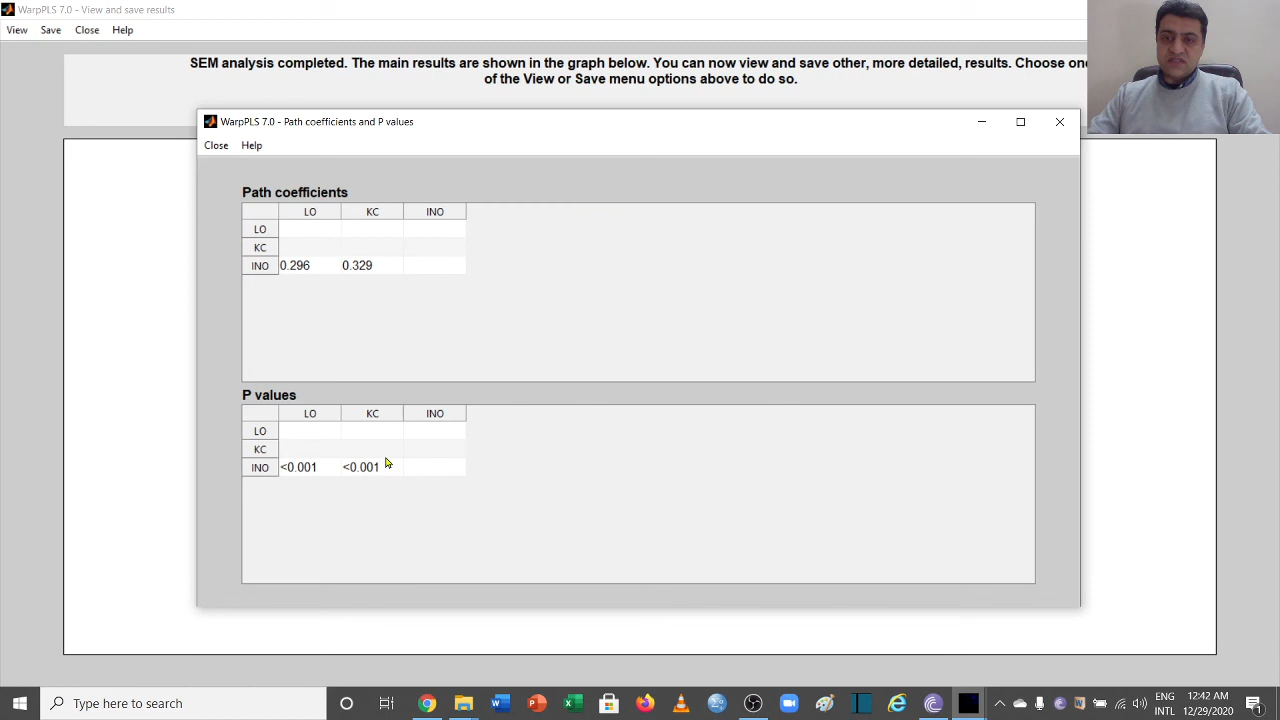 WarpPLS 7.0 - View and save results
View Save Close Help
SEM analysis completed. The main results are shown in the graph below. You can now view and save other, more detailed, results. Choose one
of the View or Save menu options above to do so.
WarpPLS 7.0 - Path coefficients and P values
Close Help
Path coefficients
LO KC INO
LO
KC
INO 0.296 0.329
P values
LO KC INO
LO
KC
INO <0.001 <0.001
Type here to search
ENG 12:42 AM
INTL 12/29/2020